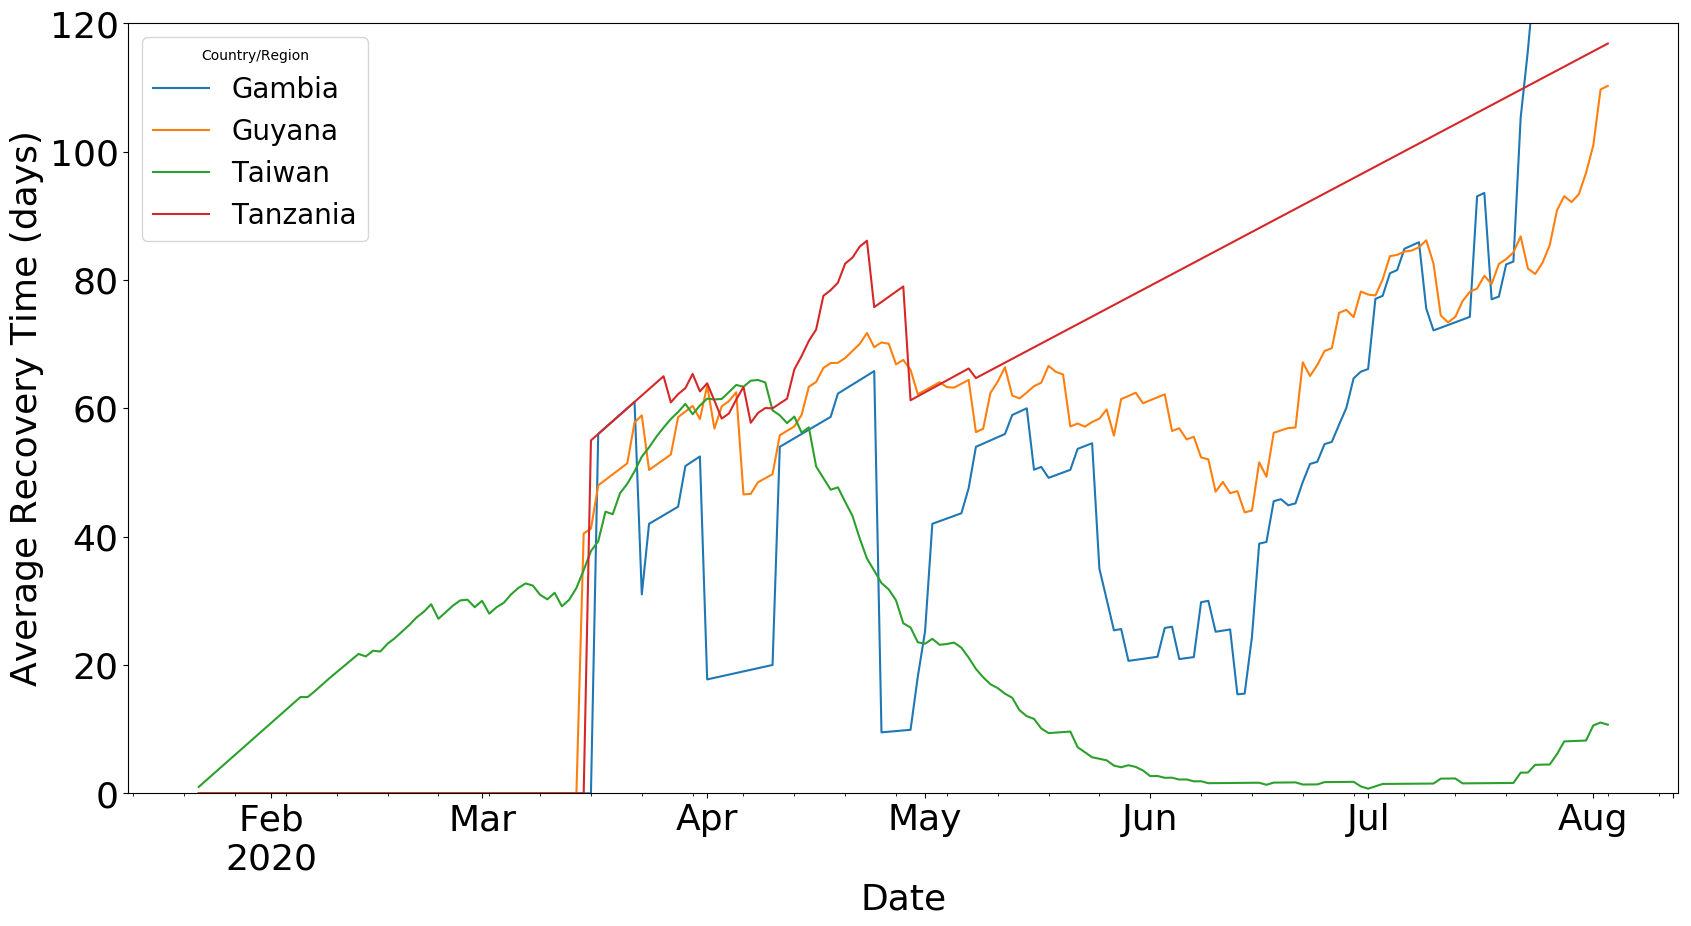 Average Recovery Time (days)
120
100
80
60
40
20
0
Country/Region
Gambia
Guyana
Taiwan
Tanzania
Feb Mar Apr May Jun Jul Aug
2020
Date